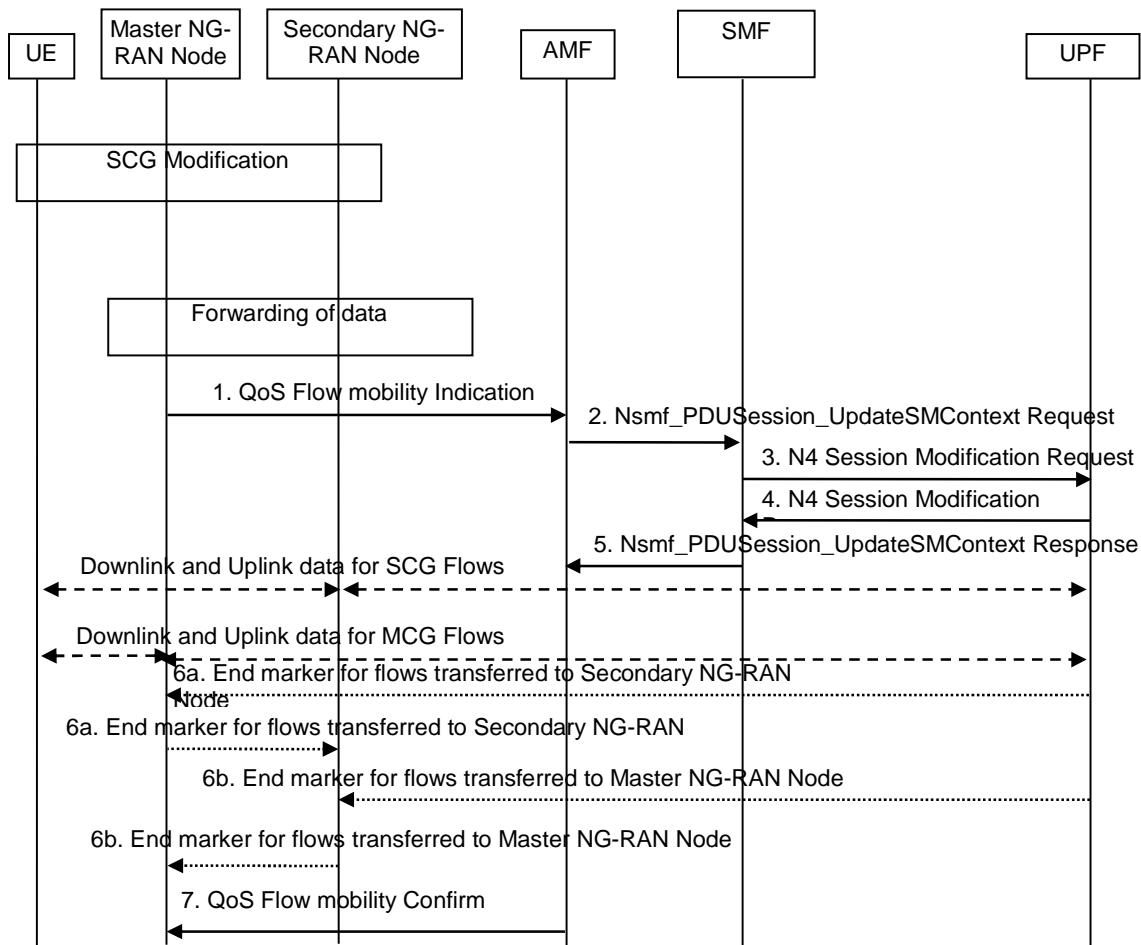 Master NG-
RAN Node
Secondary NG-
RAN Node
UE
AMF
SMF
UPF
SCG Modification
Forwarding of data
1. QoS Flow mobility Indication
2. Nsmf_PDUSession_UpdateSMContext Request
3. N4 Session Modification Request
4. N4 Session Modification
5. Nsmf_PDUSession_UpdateSMContext Response
Downlink and Uplink data for SCG Flows
Downlink and Uplink data for MCG Flows
6a. End marker for flows transferred to Secondary NG-RAN
Node
6a. End marker for flows transferred to Secondary NG-RAN
6b. End marker for flows transferred to Master NG-RAN Node
6b. End marker for flows transferred to Master NG-RAN Node
7. QoS Flow mobility Confirm